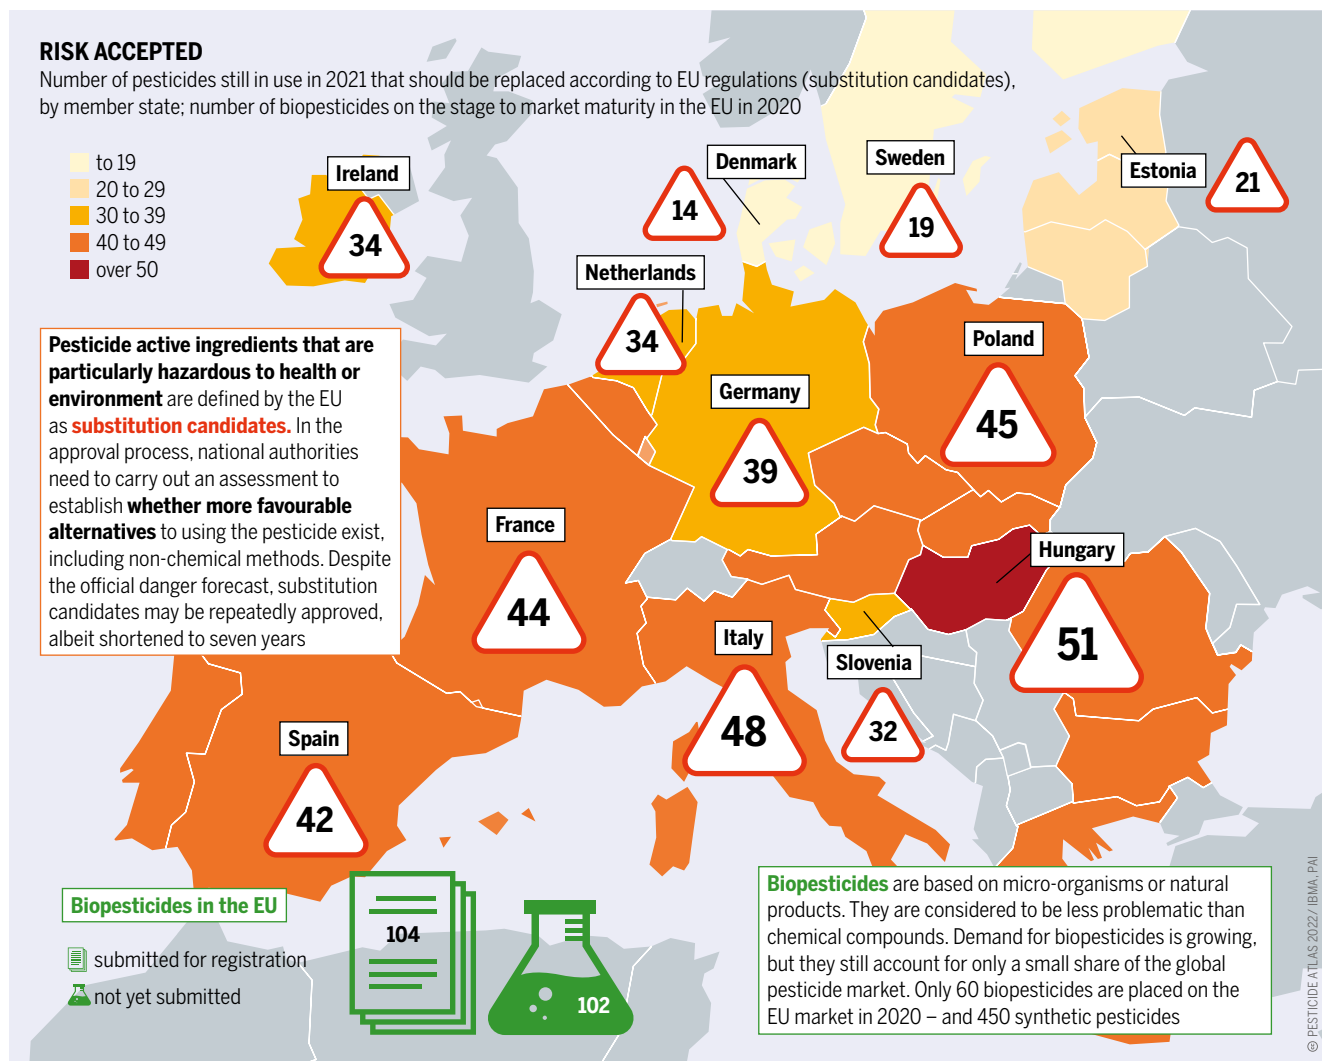 RISK ACCEPTED
Number of pesticides still in use in 2021 that should be replaced according to EU regulations (substitution candidates),
by member state; number of biopesticides on the stage to market maturity in the EU in 2020
to 19
20 to 29
30 to 39
40 to 49
over 50
Ireland
34
Denmark
14
Sweden
19
Estonia
21
Netherlands
34
Germany
39
Poland
45
Pesticide active ingredients that are
particularly hazardous to health or
environment are defined by the EU
as substitution candidates. In the
approval process, national authorities
need to carry out an assessment to
establish whether more favourable
alternatives to using the pesticide exist,
including non-chemical methods. Despite
the official danger forecast, substitution
candidates may be repeatedly approved,
albeit shortened to seven years
France
44
Hungary
51
Italy
48
Slovenia
32
Spain
42
Biopesticides in the EU
submitted for registration
not yet submitted
104
102
Biopesticides are based on micro-organisms or natural
products. They are considered to be less problematic than
chemical compounds. Demand for biopesticides is growing,
but they still account for only a small share of the global
pesticide market. Only 60 biopesticides are placed on the
EU market in 2020 – and 450 synthetic pesticides
PESTICIDE ATLAS 2022/ IBMA, PAI